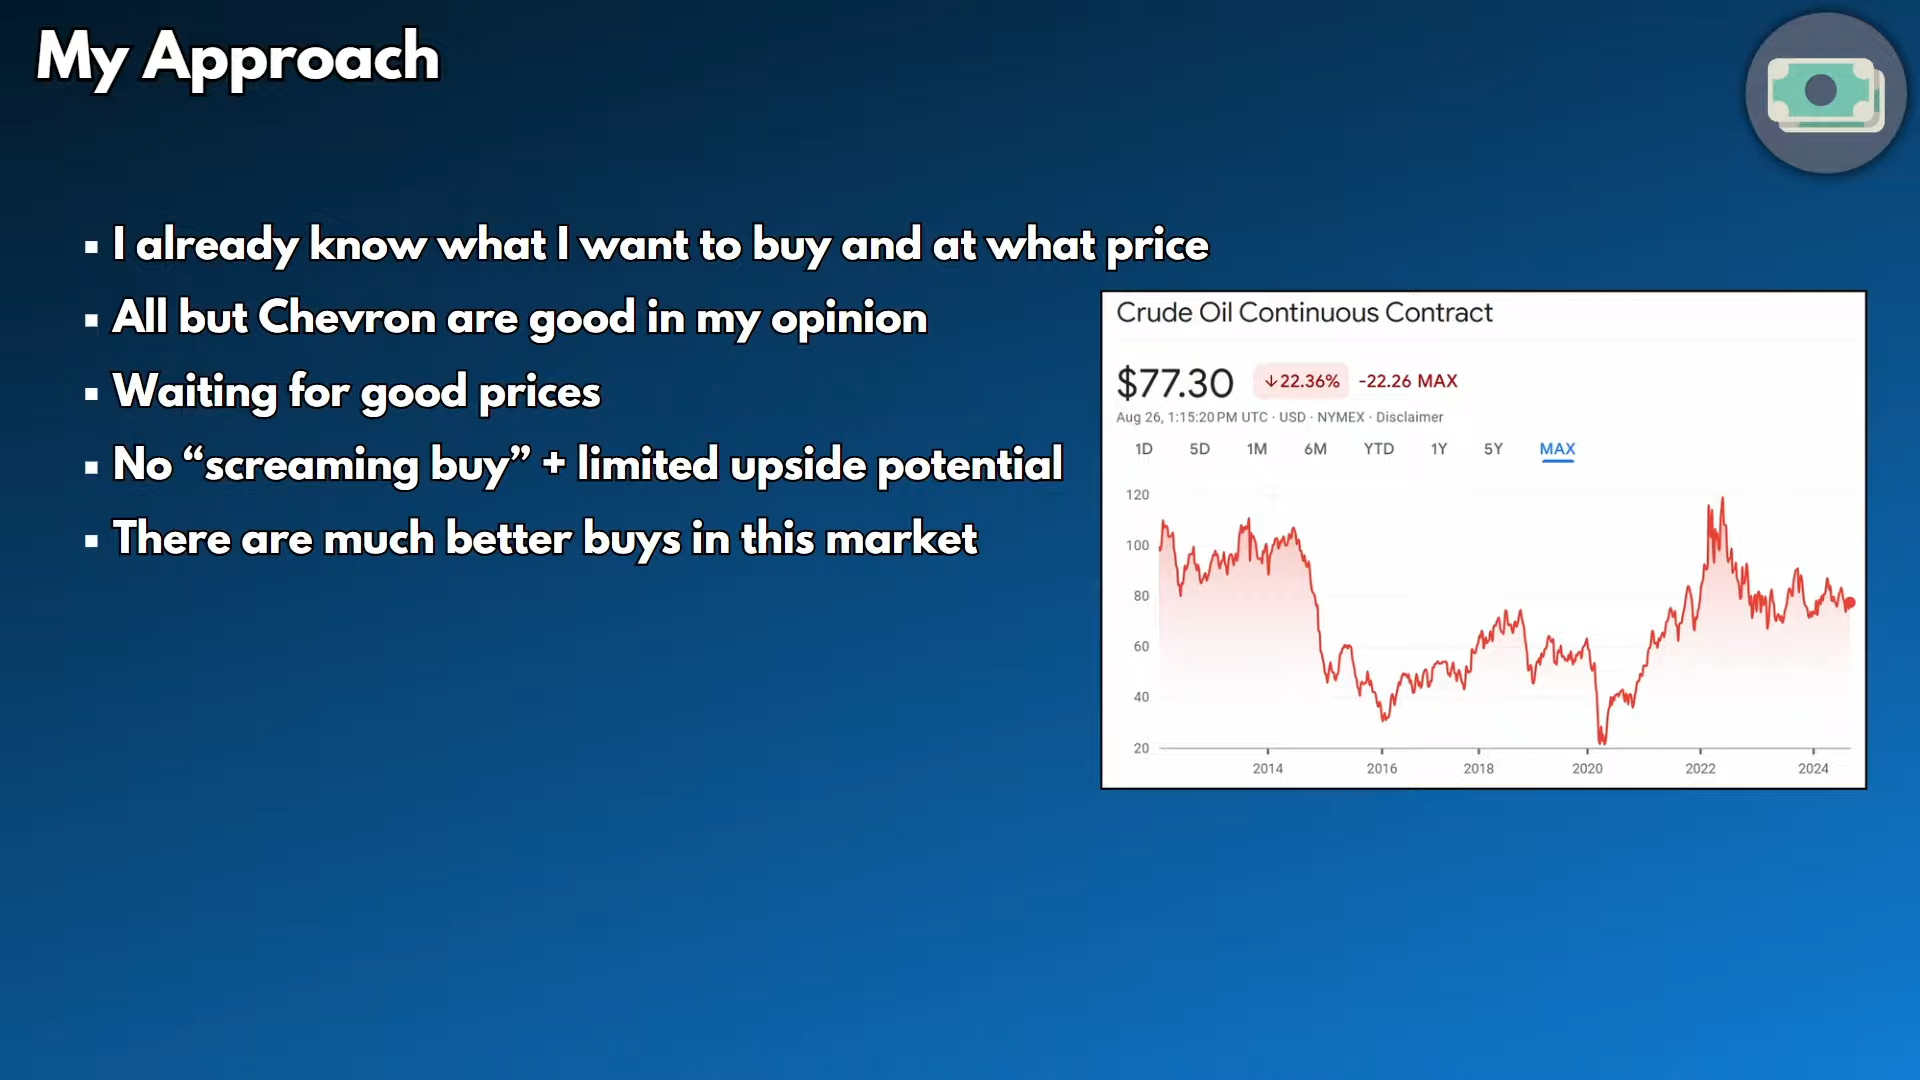 My Approach
▪ I already know what I want to buy and at what price
▪ All but Chevron are good in my opinion
▪ Waiting for good prices
▪ No “screaming buy” + limited upside potential
▪ There are much better buys in this market
Crude Oil Continuous Contract
$77.30 ↓22.36% -22.26 MAX
Aug 26, 1:15:20 PM UTC · USD · NYMEX · Disclaimer
1D 5D 1M 6M YTD 1Y 5Y MAX
120
100
80
60
40
20
2014 2016 2018 2020 2022 2024